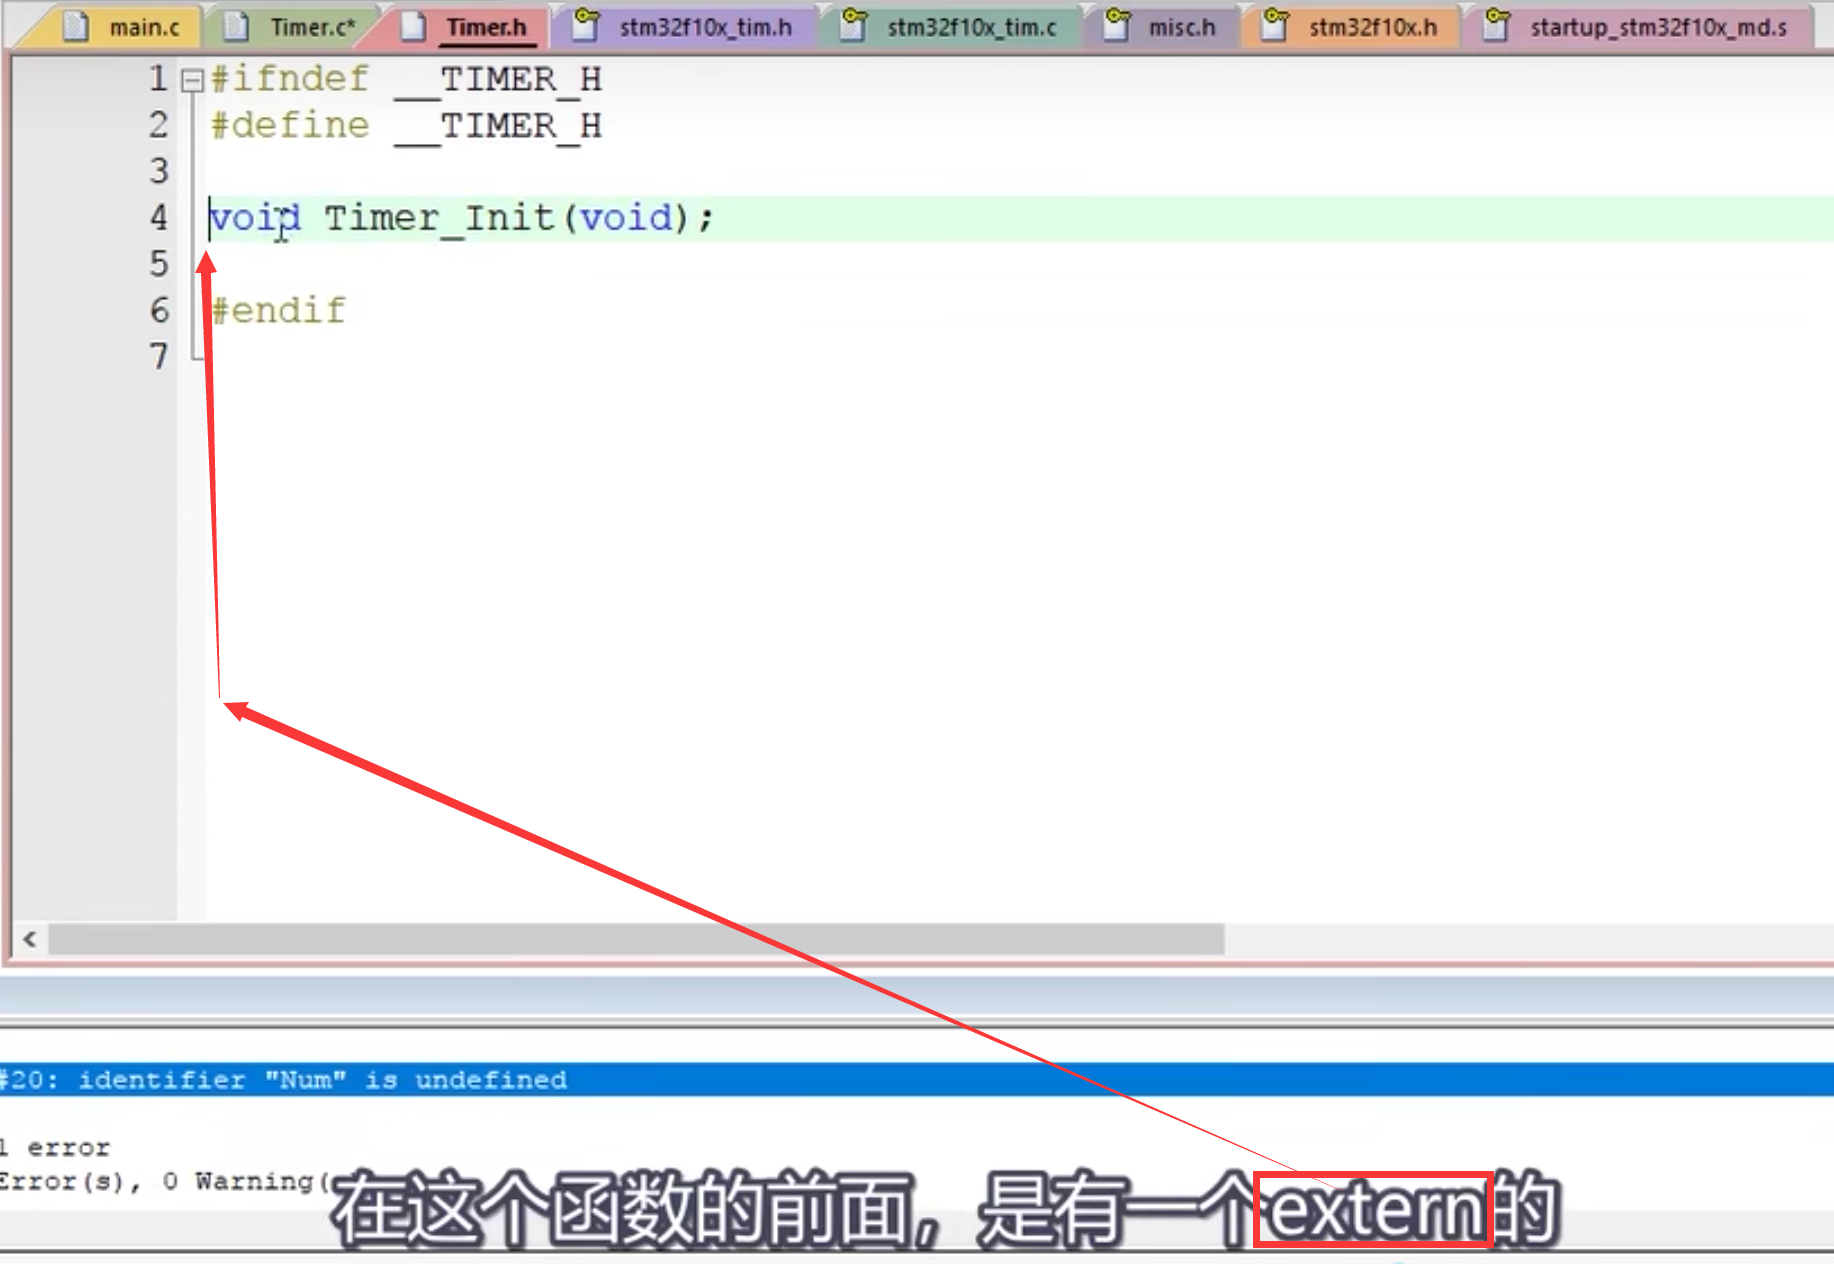 main.c Timer.c* Timer.h stm32f10x_tim.h stm32f10x_tim.c misc.h stm32f10x.h startup_stm32f10x_md.s
1 #ifndef __TIMER_H
2 #define __TIMER_H
3
4 void Timer_Init(void);
5
6 #endif
7
#20: identifier "Num" is undefined
1 error
Error(s), 0 Warning(
在这个函数的前面，是有一个extern的